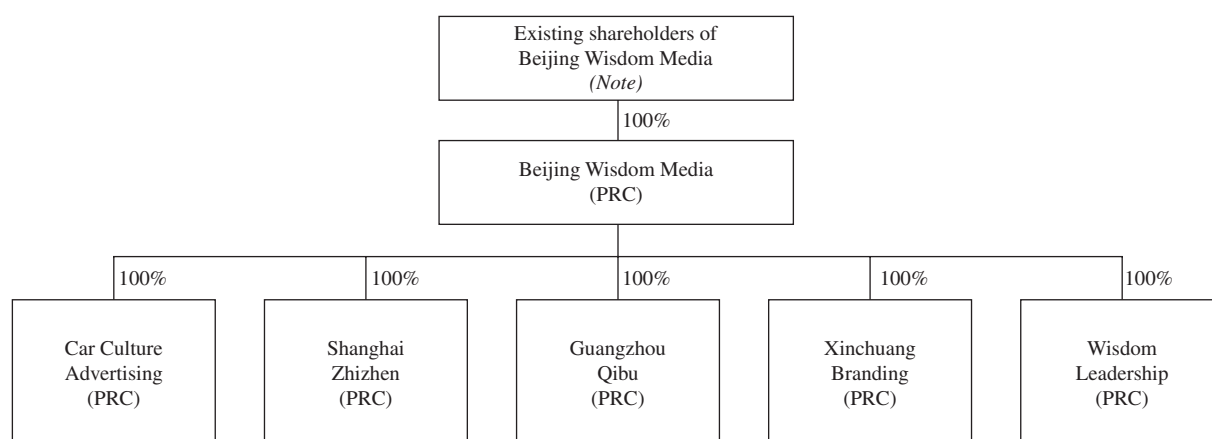 Existing shareholders of
Beijing Wisdom Media
(Note)
100%
Beijing Wisdom Media
(PRC)
100%
100%
100%
100%
100%
Car Culture
Advertising
(PRC)
Shanghai
Zhizhen
(PRC)
Guangzhou
Qibu
(PRC)
Xinchuang
Branding
(PRC)
Wisdom
Leadership
(PRC)